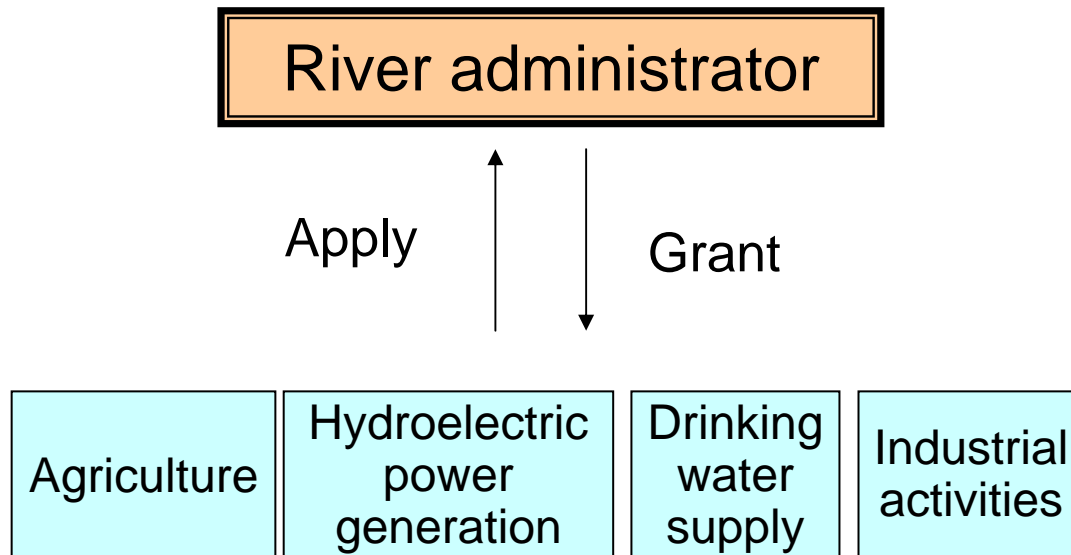 River administrator
Apply
Grant
Agriculture
Hydroelectric
power
generation
Drinking
water
supply
Industrial
activities